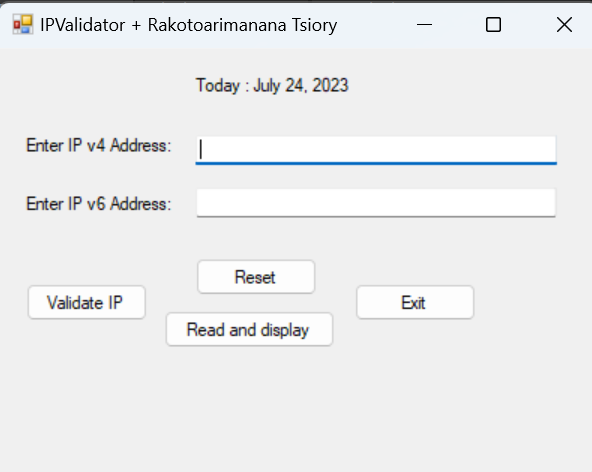 IPValidator + Rakotoarimanana Tsiory
Today : July 24, 2023
Enter IP v4 Address:
Enter IP v6 Address:
Reset
Validate IP
Exit
Read and display